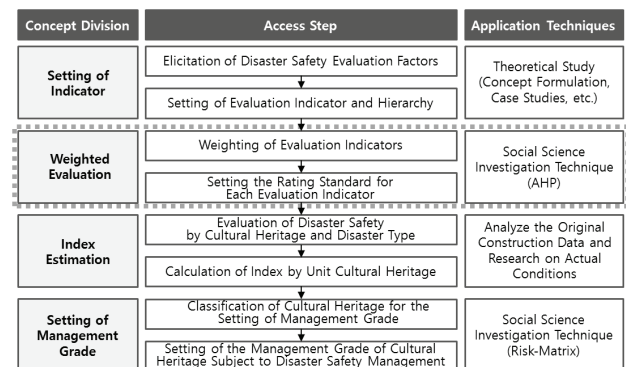 Concept Division
Access Step
Application Techniques
Setting of
Indicator
Elicitation of Disaster Safety Evaluation Factors
Setting of Evaluation Indicator and Hierarchy
Theoretical Study
(Concept Formulation,
Case Studies, etc.)
Weighted
Evaluation
Weighting of Evaluation Indicators
Setting the Rating Standard for
Each Evaluation Indicator
Social Science
Investigation Technique
(AHP)
Index
Estimation
Evaluation of Disaster Safety
by Cultural Heritage and Disaster Type
Calculation of Index by Unit Cultural Heritage
Analyze the Original
Construction Data and
Research on Actual
Conditions
Setting of
Management
Grade
Classification of Cultural Heritage for the
Setting of Management Grade
Setting of the Management Grade of Cultural
Heritage Subject to Disaster Safety Management
Social Science
Investigation Technique
(Risk-Matrix)